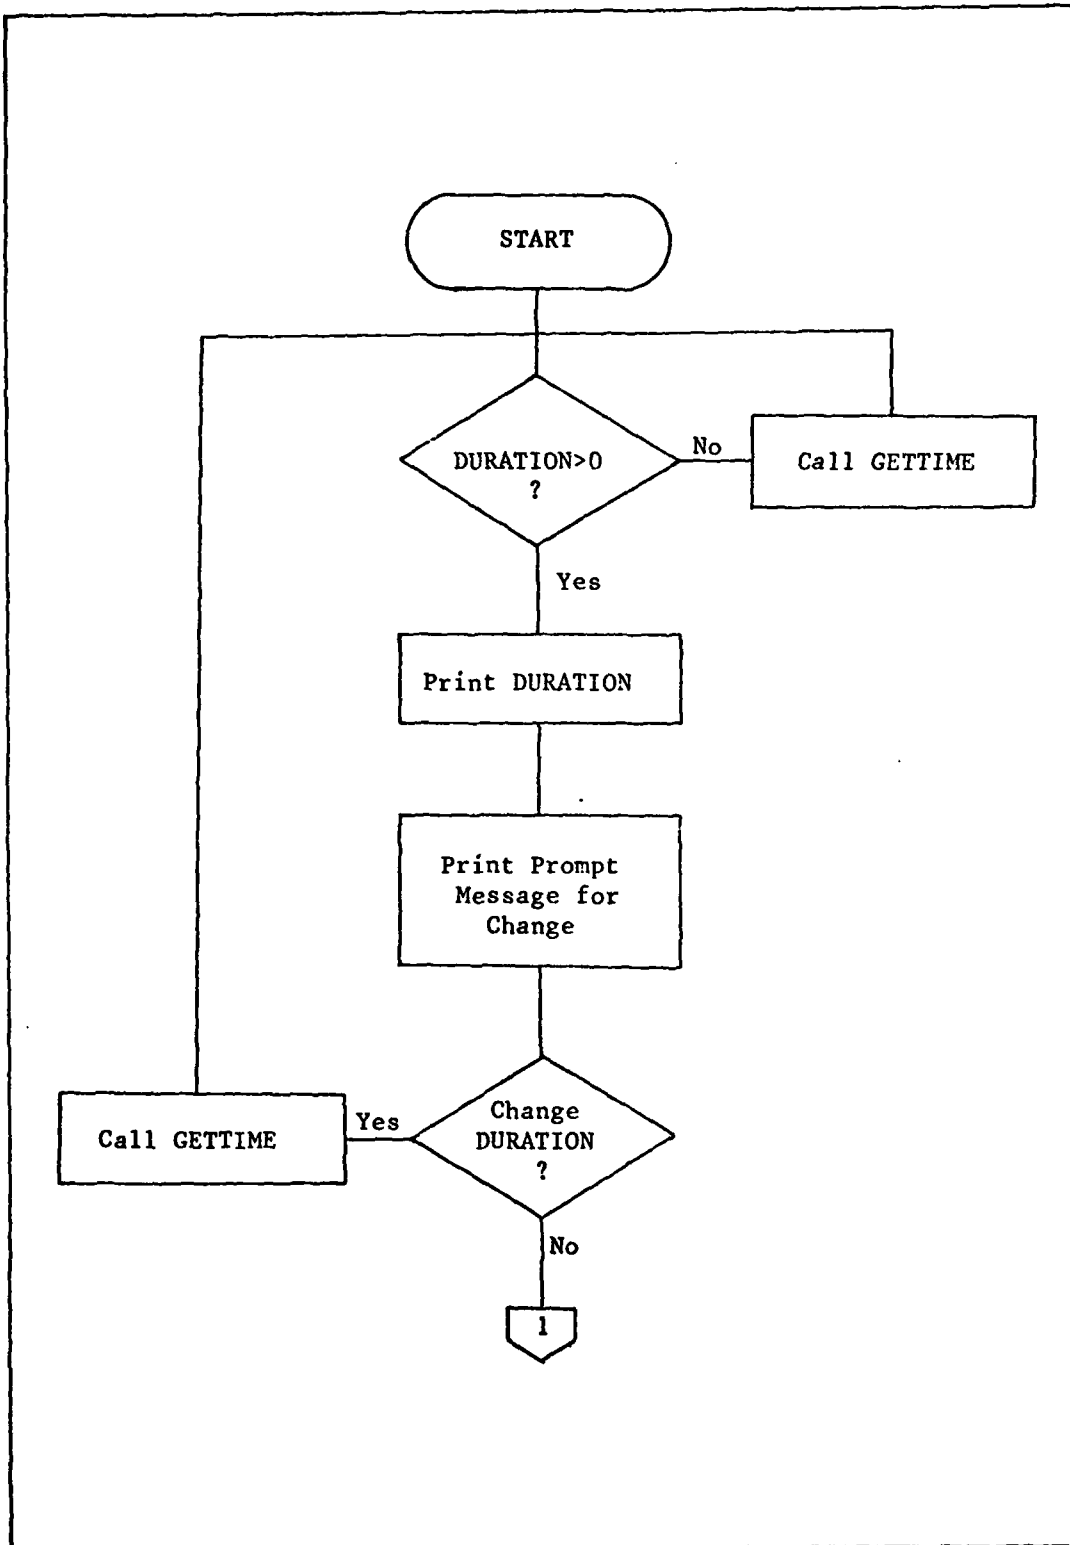 START
DURATION>0
?
No
Call GETTIME
Yes
Print DURATION
Print Prompt
Message for
Change
Change
DURATION
?
Yes
Call GETTIME
No
1